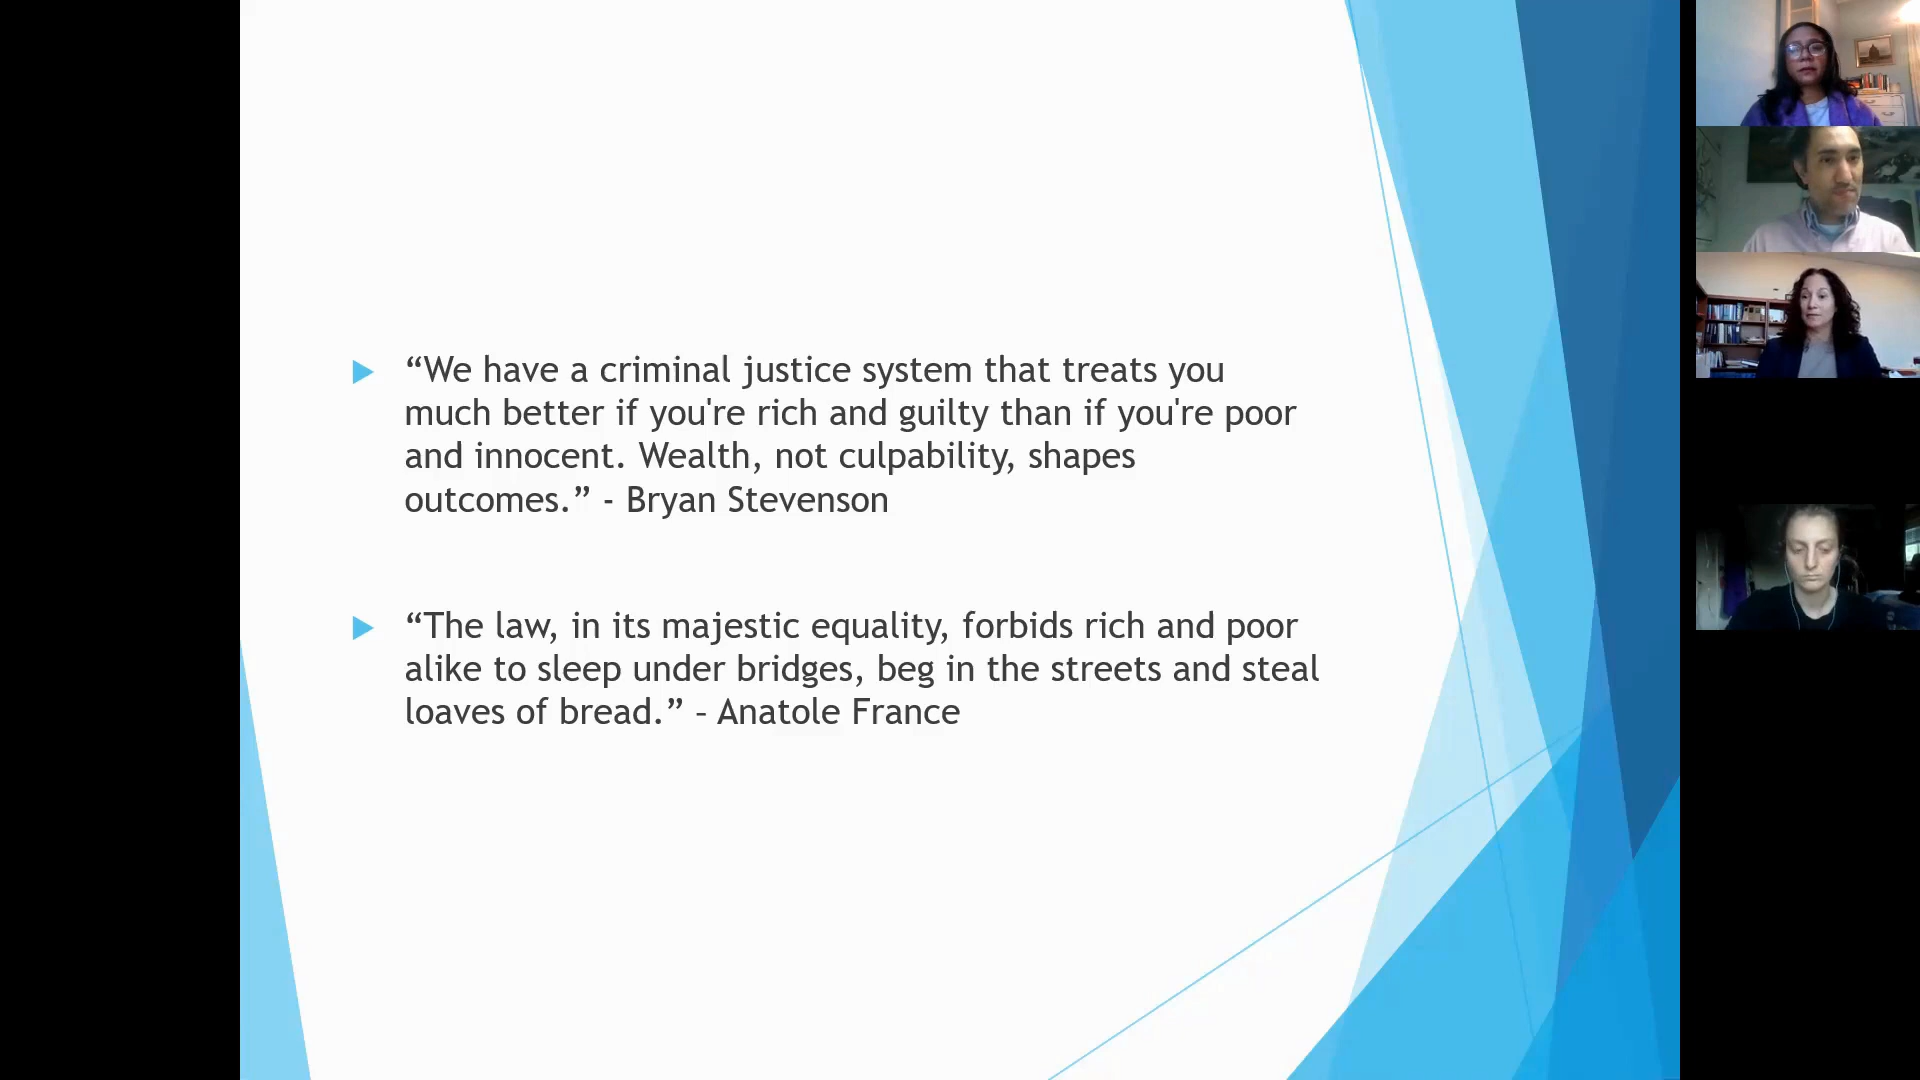 “We have a criminal justice system that treats you
much better if you're rich and guilty than if you're poor
and innocent. Wealth, not culpability, shapes
outcomes.” - Bryan Stevenson
“The law, in its majestic equality, forbids rich and poor
alike to sleep under bridges, beg in the streets and steal
loaves of bread.” – Anatole France